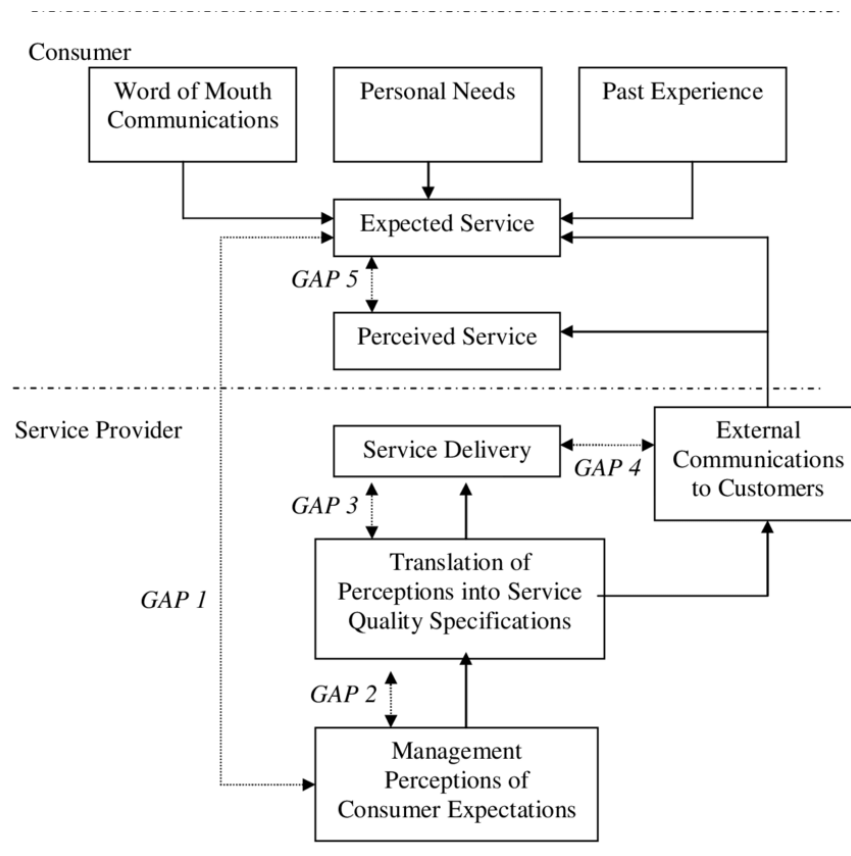 Consumer
Word of Mouth
Communications
Personal Needs
Past Experience
Expected Service
GAP 5
Perceived Service
Service Provider
Service Delivery
GAP 4
External
Communications
to Customers
GAP 3
Translation of
Perceptions into Service
Quality Specifications
GAP 1
GAP 2
Management
Perceptions of
Consumer Expectations